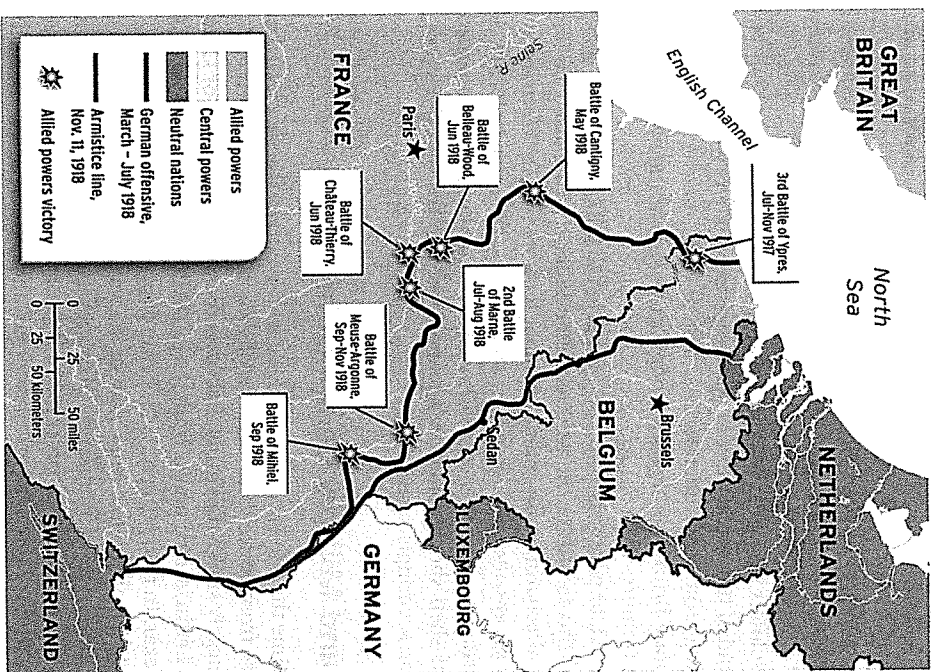 GREAT
BRITAIN
North
Sea
English Channel
NETHERLANDS
3rd Battle of Ypres,
Jul-Nov 1917
Brussels
BELGIUM
Battle of Cantigny,
May 1918
Seine R.
2nd Battle
of Marne,
Jul-Aug 1918
Battle of
Belleau-Wood,
Jun 1918
Sedan
LUXEMBOURG
Paris
FRANCE
Battle of
Château-Thierry,
Jun 1918
Battle of
Meuse-Argonne,
Sep-Nov 1918
GERMANY
Battle of Mihiel,
Sep 1918
SWITZERLAND
Allied powers
Central powers
Neutral nations
German offensive,
March – July 1918
Armistice line,
Nov. 11, 1918
Allied powers victory
0 25 50 miles
0 25 50 kilometers